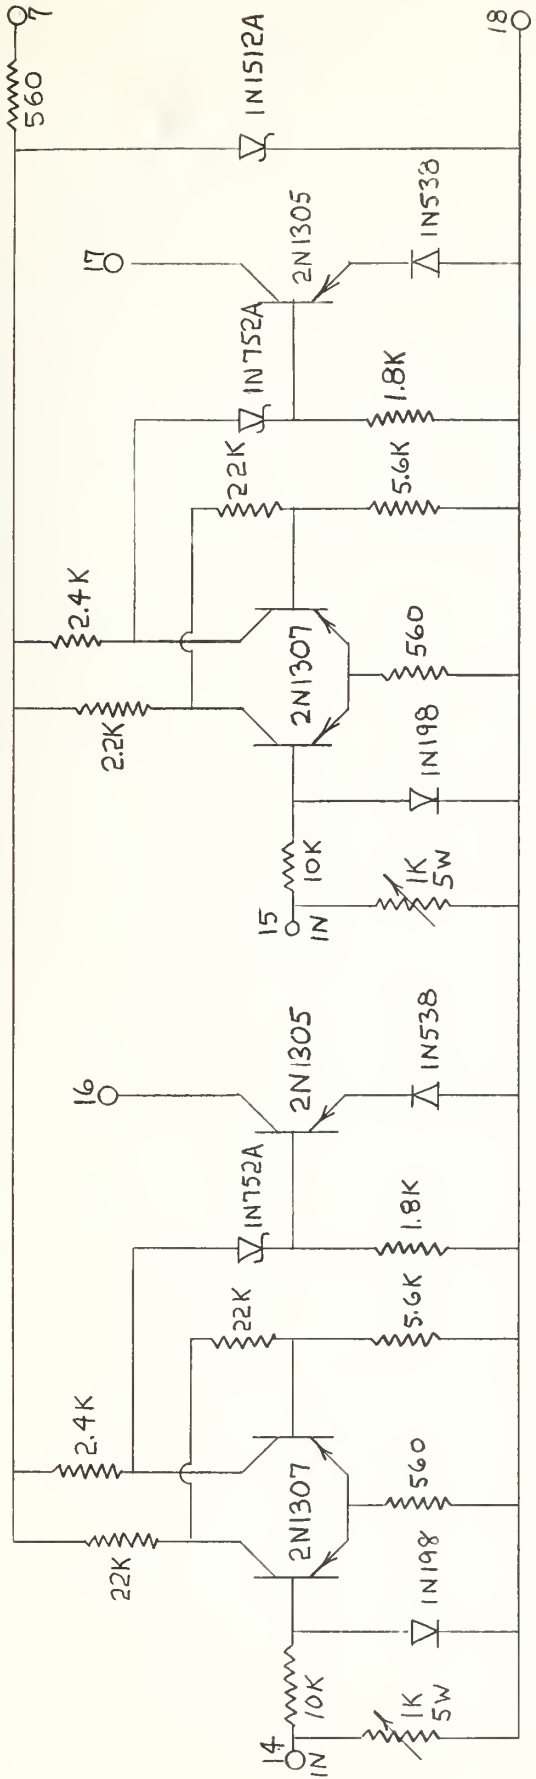 560
7
2.4K
22K
16
2.2K
2.4K
17
22K
1N752A
22K
1N752A
1N1512A
14
IN
10K
2N1307
2N1305
15
IN
10K
2N1307
2N1305
1K
5W
1N198
560
5.6K
1.8K
1N538
1K
5W
1N198
560
5.6K
1.8K
1N538
18